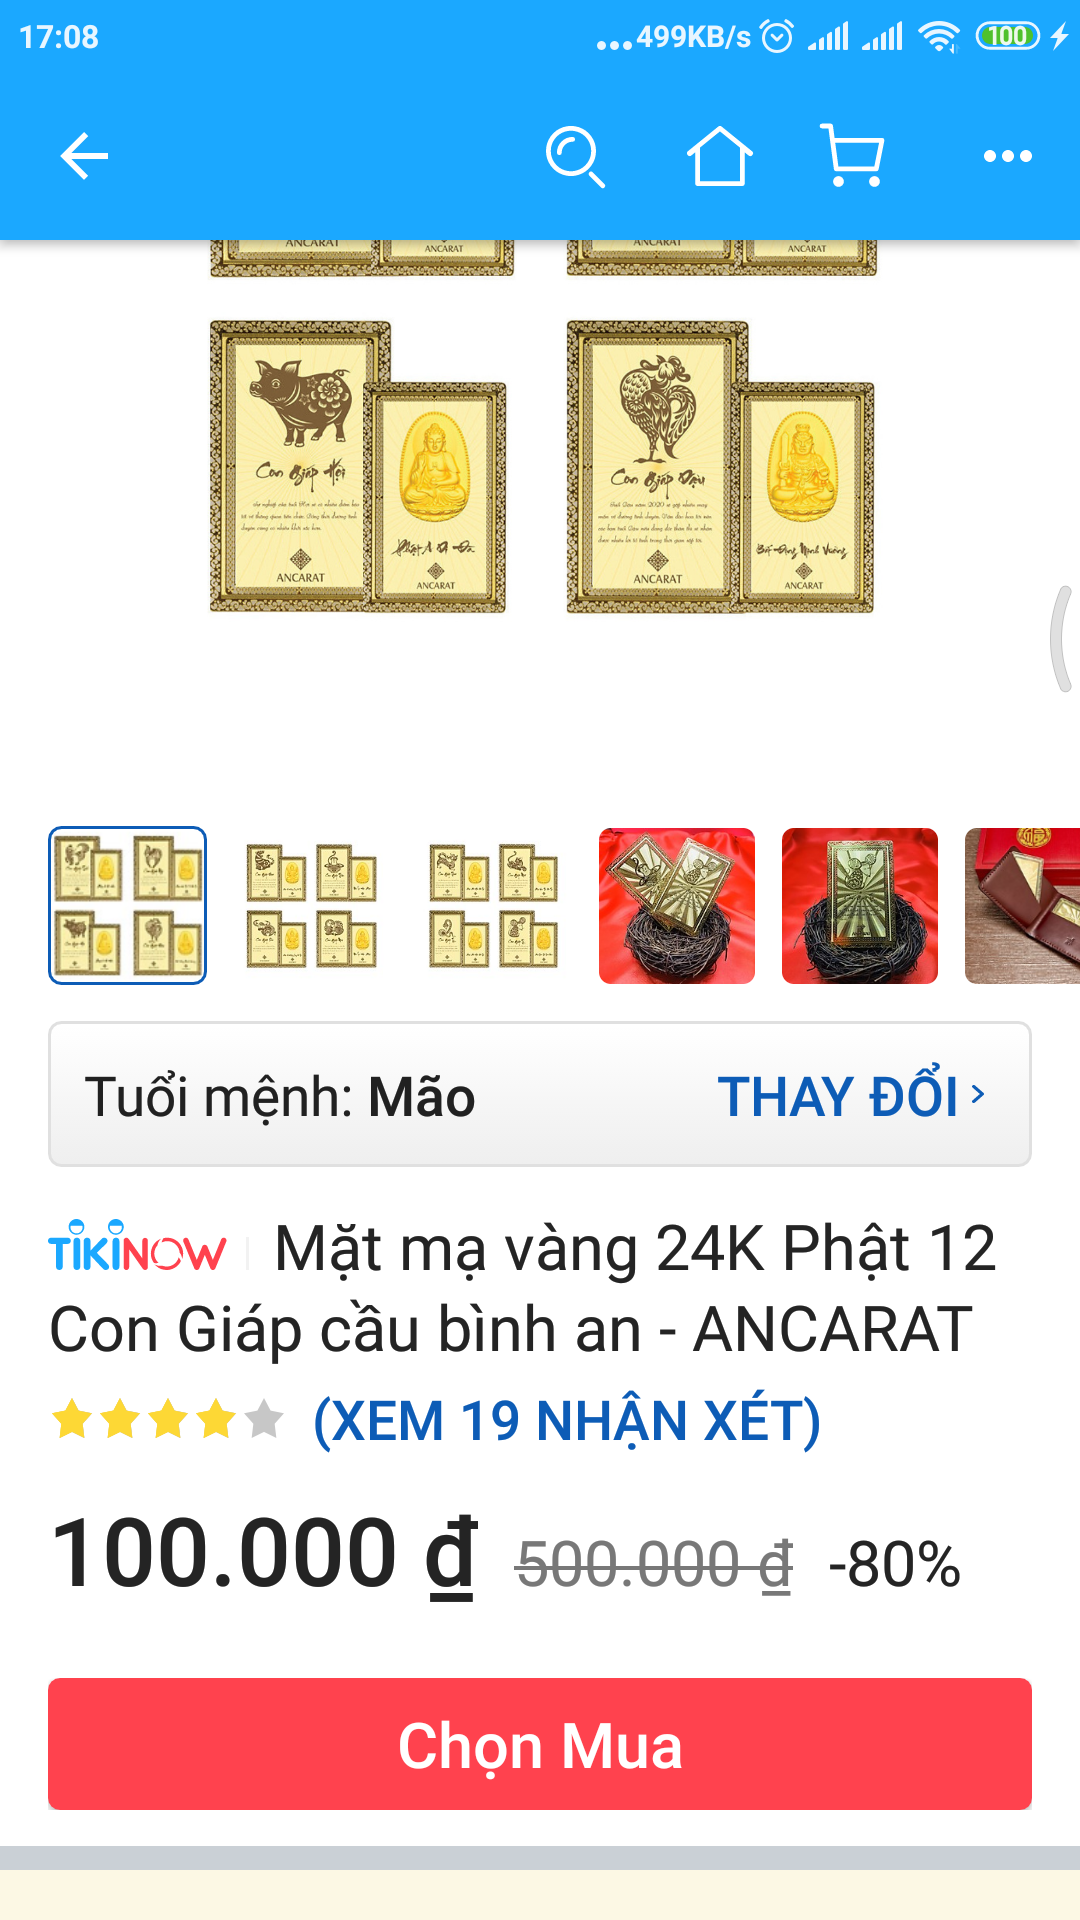 17:08
...499KB/s
100
ANCARAT
ANCARAT
ANCARAT
ANCARAT
Con Giáp Hợi
Phật A Di Đà
ANCARAT
ANCARAT
Con Giáp Dậu
Bất Động Minh Vương
ANCARAT
ANCARAT
Tuổi mệnh: Mão
THAY ĐỔI >
TIKINOW
Mặt mạ vàng 24K Phật 12
Con Giáp cầu bình an - ANCARAT
(XEM 19 NHẬN XÉT)
100.000 ₫ 500.000 ₫ -80%
Chọn Mua